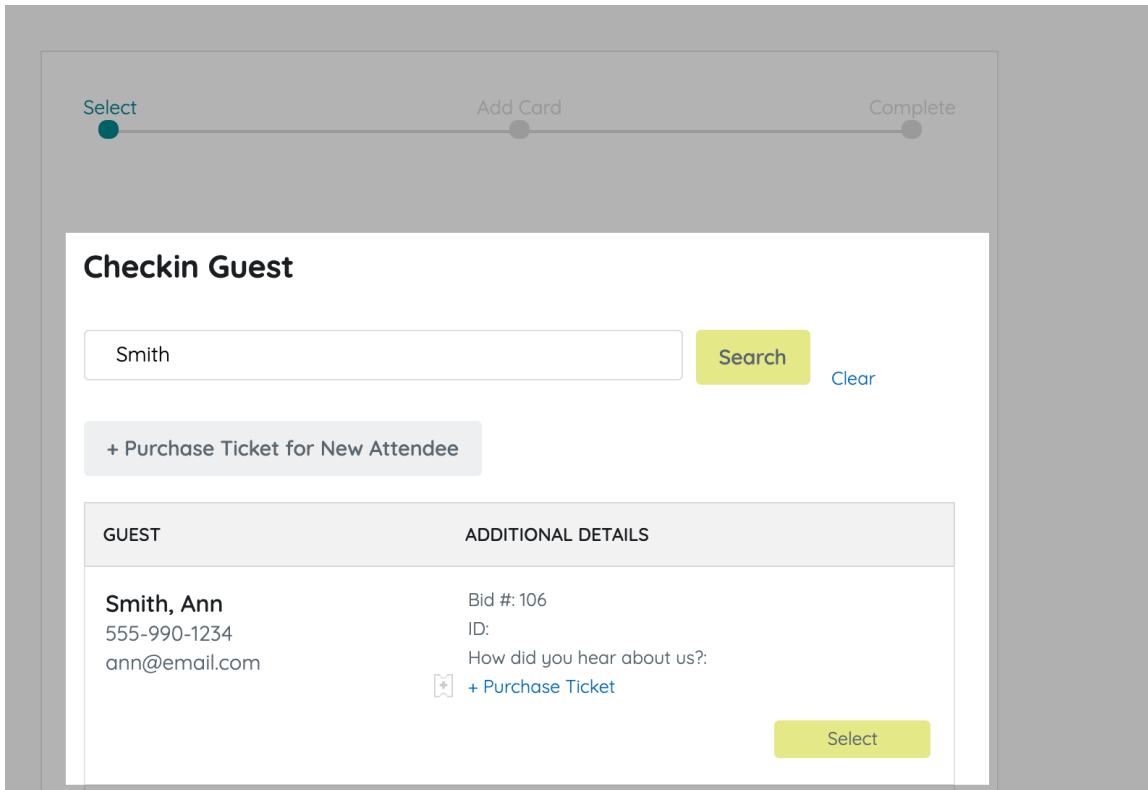 Select Add Card Complete
Checkin Guest
Smith Search
Clear
+ Purchase Ticket for New Attendee
GUEST ADDITIONAL DETAILS
Smith, Ann Bid #: 106
555-990-1234 ID:
ann@email.com How did you hear about us?:
+ Purchase Ticket
Select